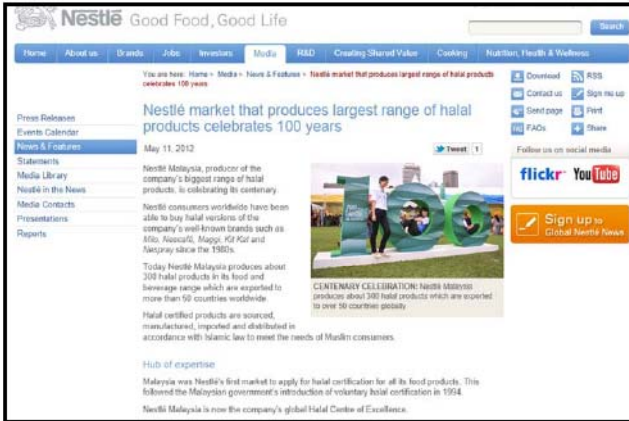 Nestlé Good Food, Good Life
Search
Home About us Brands Jobs Investors Media R&D Creating Shared Value Cooking Nutrition, Health & Wellness
You are here: Home > Media > News & Features > Nestlé market that produces largest range of halal products
celebrates 100 years
Download RSS
Contact us Sign me up
Send page Print
FAQ FAQs Share
Follow us on social media
flickr YouTube
Sign up to
Global Nestlé News
Press Releases
Events Calendar
News & Features
Statements
Media Library
Nestlé in the News
Media Contacts
Presentations
Reports
Nestlé market that produces largest range of halal
products celebrates 100 years
May 11, 2012
Tweet 1
Nestlé Malaysia, producer of the
company's biggest range of halal
products, is celebrating its centenary.
Nestlé consumers worldwide have been
able to buy halal versions of the
company's well-known brands such as
Milo, Nescafé, Maggi, Kit Kat and
Nespray since the 1980s.
Today Nestlé Malaysia produces about
300 halal products in its food and
beverage range which are exported to
more than 50 countries worldwide.
Halal certified products are sourced,
manufactured, imported and distributed in
accordance with Islamic law to meet the needs of Muslim consumers.
100
CENTENARY CELEBRATION: Nestlé Malaysia
produces about 300 halal products which are exported
to over 50 countries globally.
Hub of expertise
Malaysia was Nestlé's first market to apply for halal certification for all its food products. This
followed the Malaysian government's introduction of voluntary halal certification in 1994.
Nestlé Malaysia is now the company's global Halal Centre of Excellence.